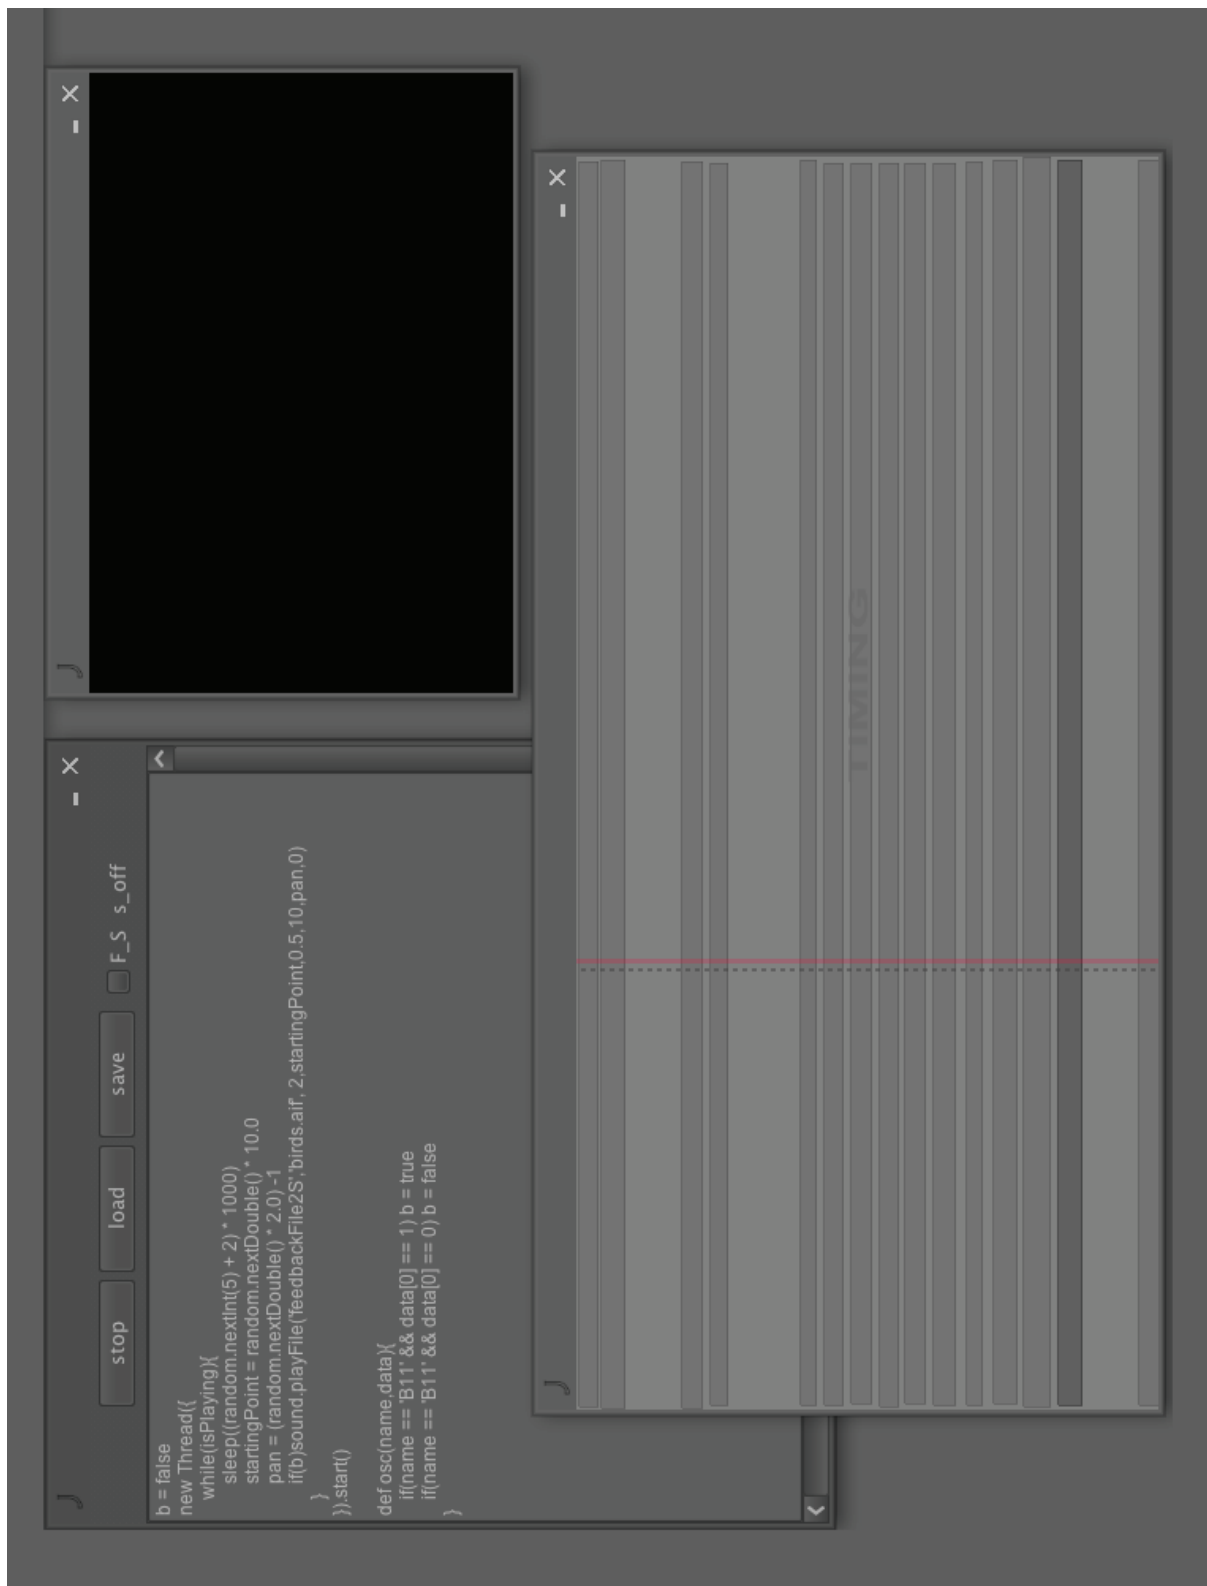 stop load save F_S s_off
b = false
new Thread({
while(isPlaying){
sleep((random.nextInt(5) + 2) * 1000)
startingPoint = random.nextDouble() * 10.0
pan = (random.nextDouble() * 2.0) -1
if(b)sound.playFile('feedbackFile2S','birds.aif', 2,startingPoint,0.5,10,pan,0)
}
}).start()
def osc(name,data){
if(name == 'B11' && data[0] == 1) b = true
if(name == 'B11' && data[0] == 0) b = false
}
TIMING